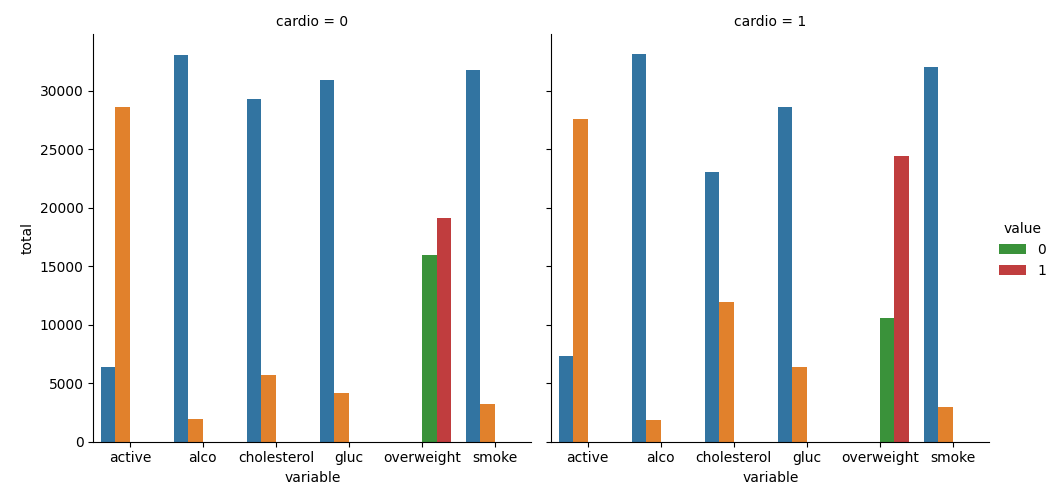 cardio = 0
cardio = 1
total
30000
25000
20000
15000
10000
5000
0
active alco cholesterol gluc overweight smoke
variable
active alco cholesterol gluc overweight smoke
variable
value
0
1